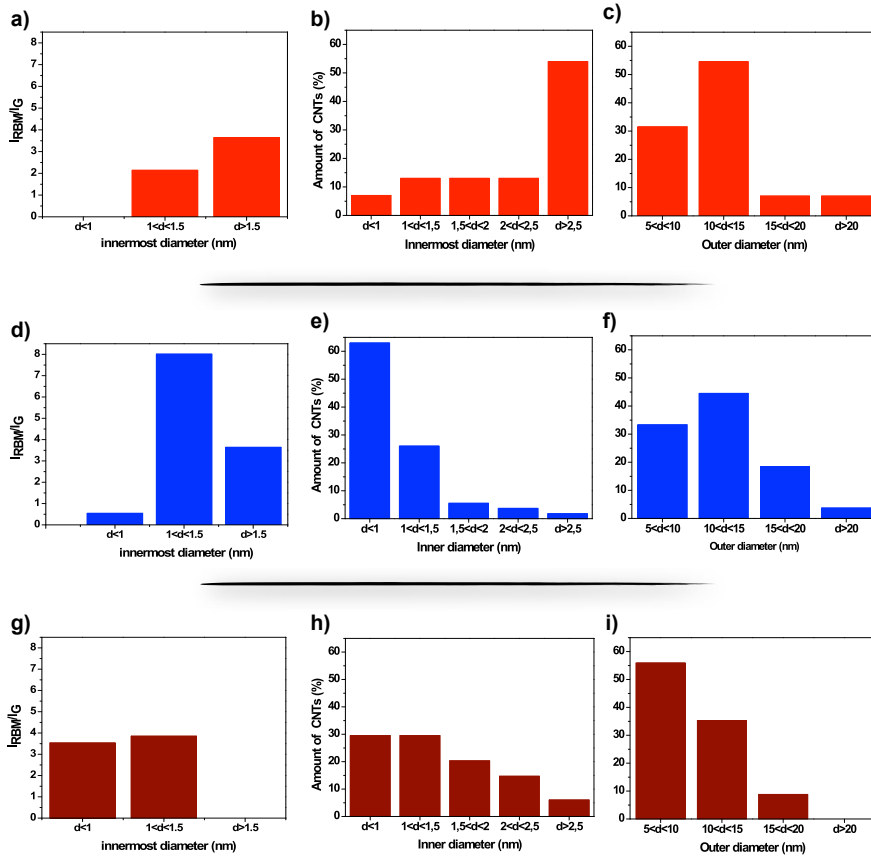 a)
I_RBM/I_G
8
7
6
5
4
3
2
1
0
d<1 1<d<1.5 d>1.5
innermost diameter (nm)
b)
Amount of CNTs (%)
60
50
40
30
20
10
0
d<1 1<d<1,5 1,5<d<2 2<d<2,5 d>2,5
Innermost diameter (nm)
c)
60
50
40
30
20
10
0
5<d<10 10<d<15 15<d<20 d>20
Outer diameter (nm)
d)
I_RBM/I_G
8
7
6
5
4
3
2
1
0
d<1 1<d<1.5 d>1.5
innermost diameter (nm)
e)
Amount of CNTs (%)
60
50
40
30
20
10
0
d<1 1<d<1,5 1,5<d<2 2<d<2,5 d>2,5
Inner diameter (nm)
f)
60
50
40
30
20
10
0
5<d<10 10<d<15 15<d<20 d>20
Outer diameter (nm)
g)
I_RBM/I_G
8
7
6
5
4
3
2
1
0
d<1 1<d<1.5 d>1.5
innermost diameter (nm)
h)
Amount of CNTs (%)
60
50
40
30
20
10
0
d<1 1<d<1,5 1,5<d<2 2<d<2,5 d>2,5
Inner diameter (nm)
i)
60
50
40
30
20
10
0
5<d<10 10<d<15 15<d<20 d>20
Outer diameter (nm)